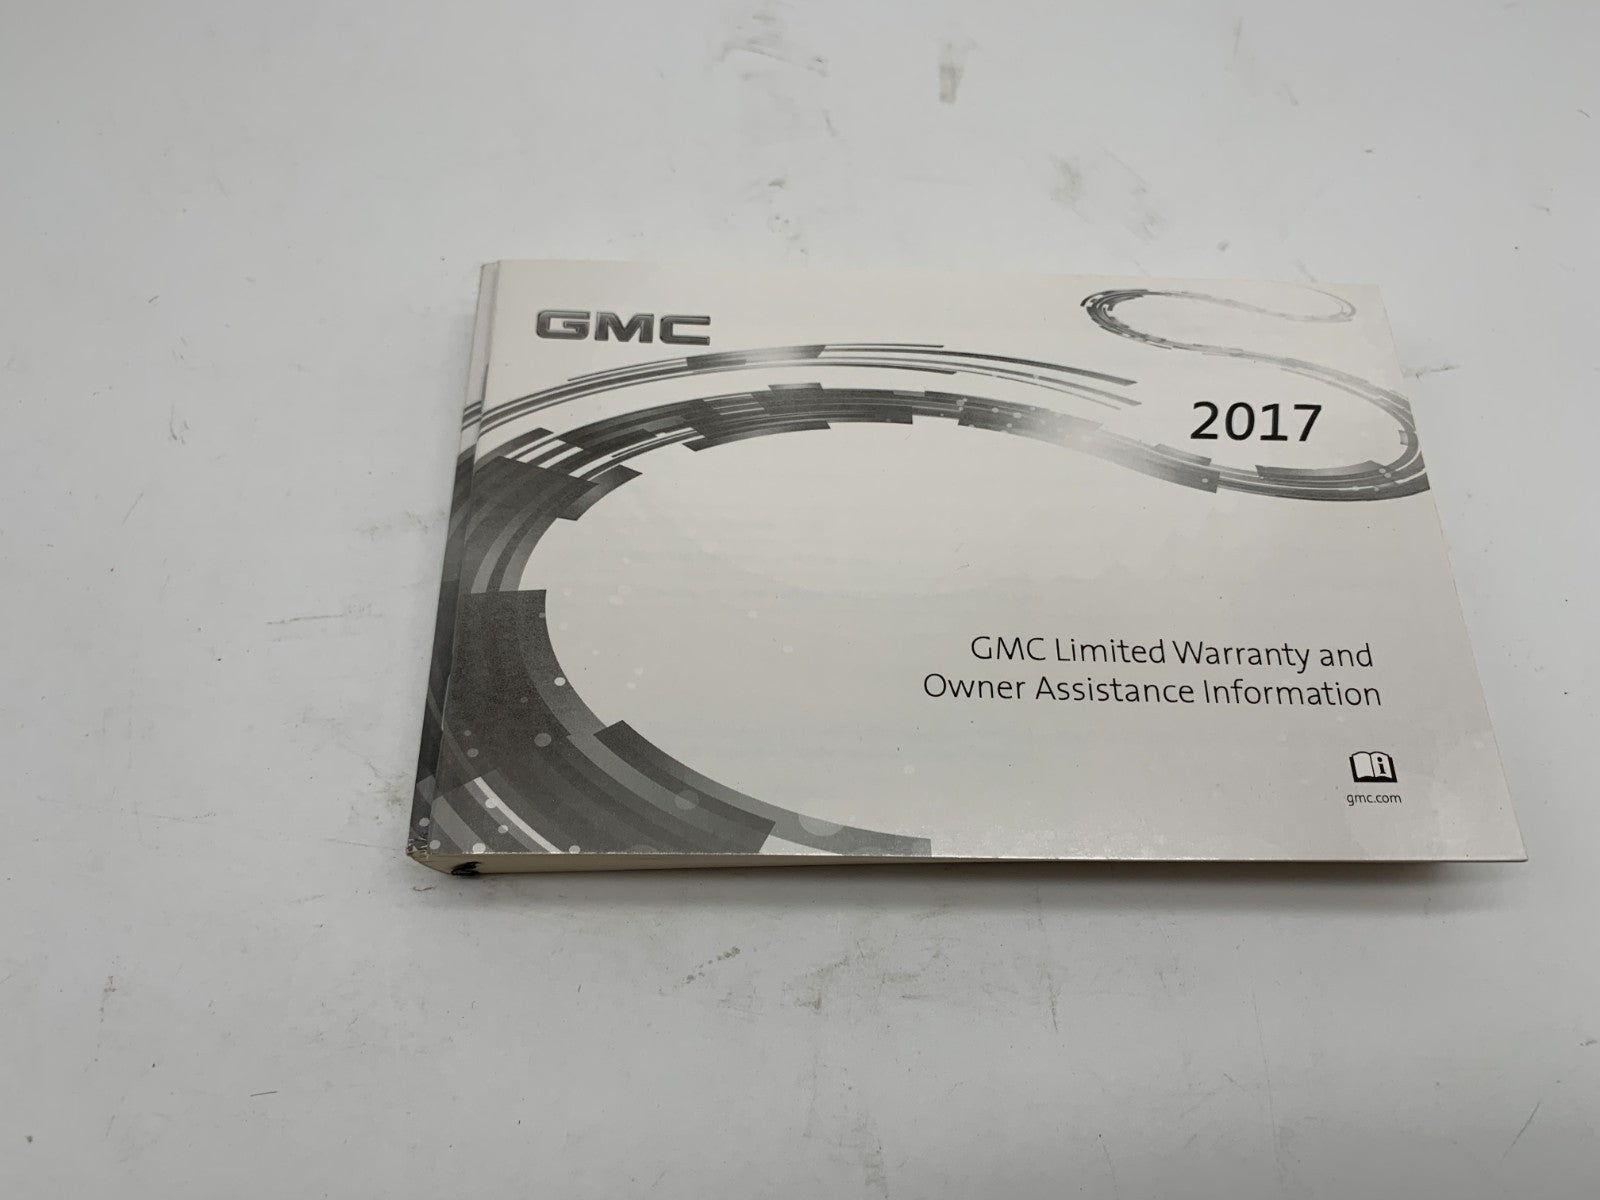 GMC
2017
GMC Limited Warranty and
Owner Assistance Information
i
gmc.com